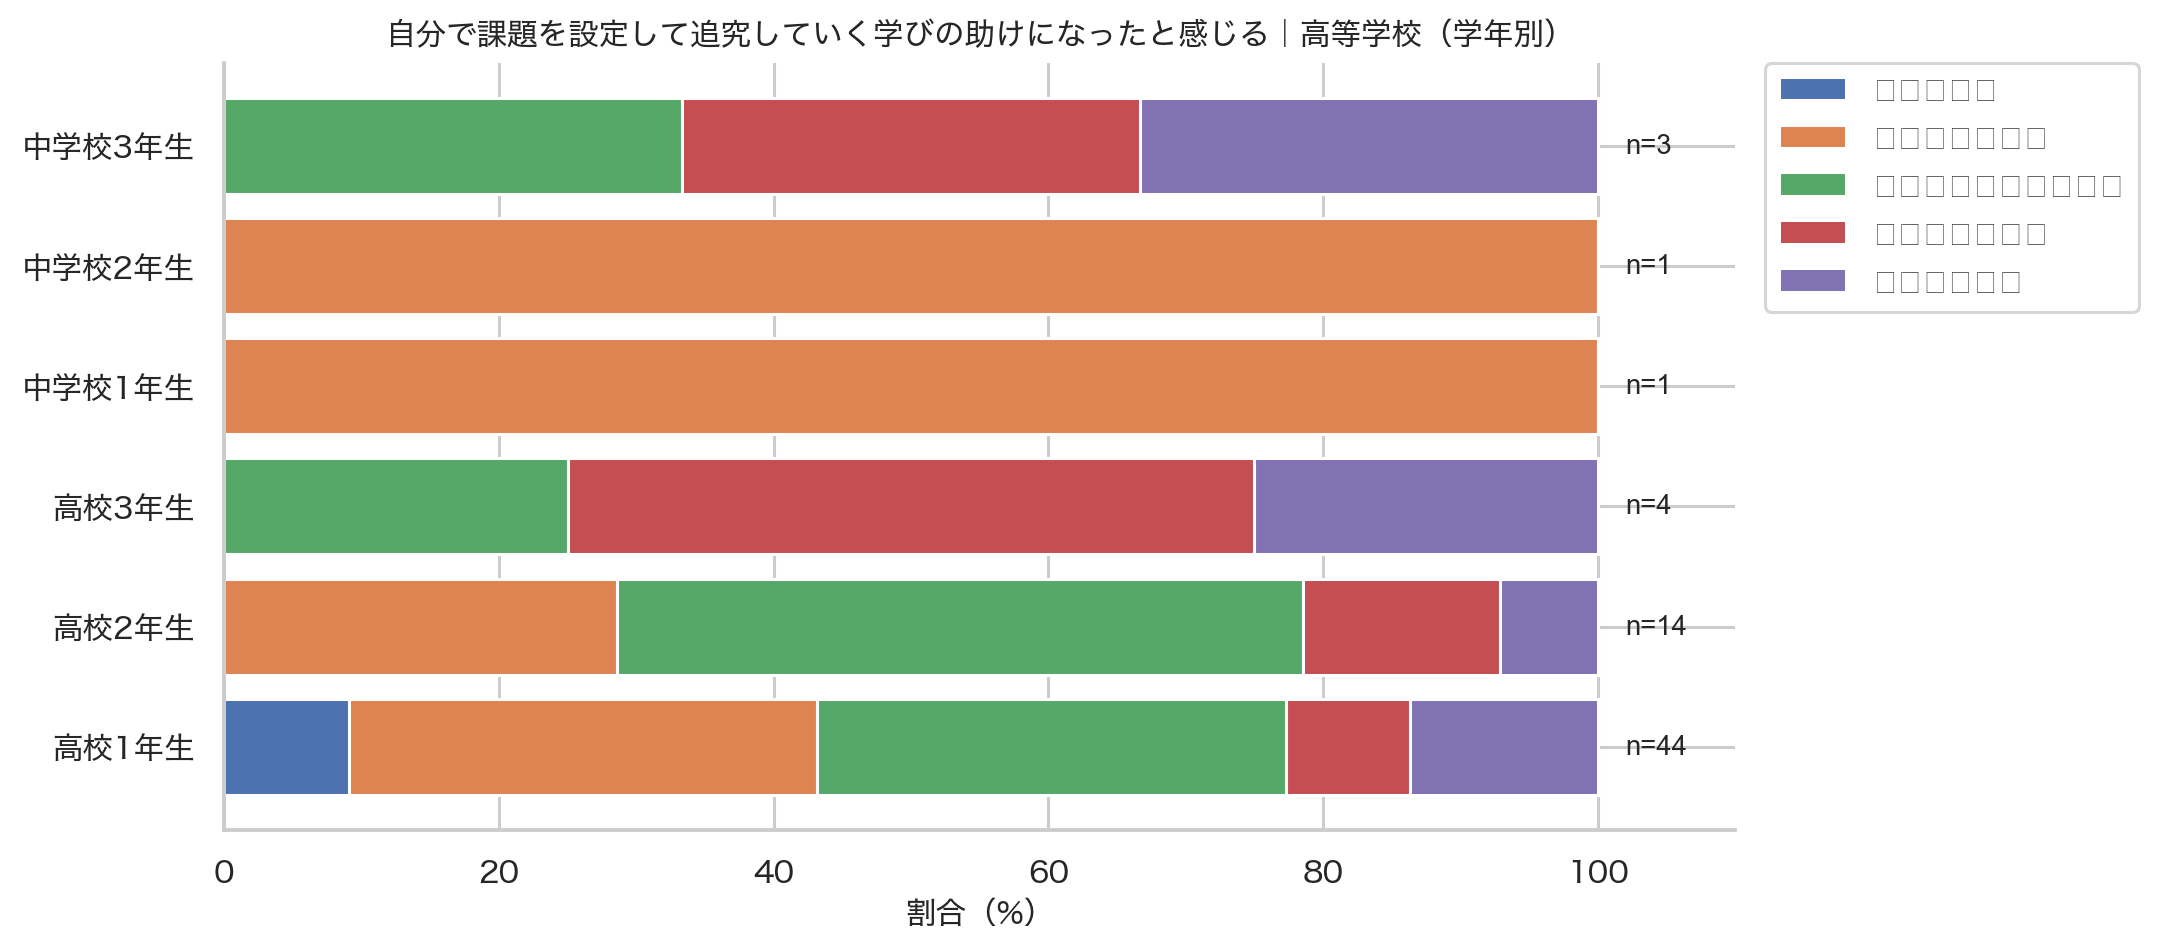 自分で課題を設定して追究していく学びの助けになったと感じる｜高等学校（学年別）
中学校3年生
n=3
中学校2年生
n=1
中学校1年生
n=1
高校3年生
n=4
高校2年生
n=14
高校1年生
n=44
0 20 40 60 80 100
割合（%）